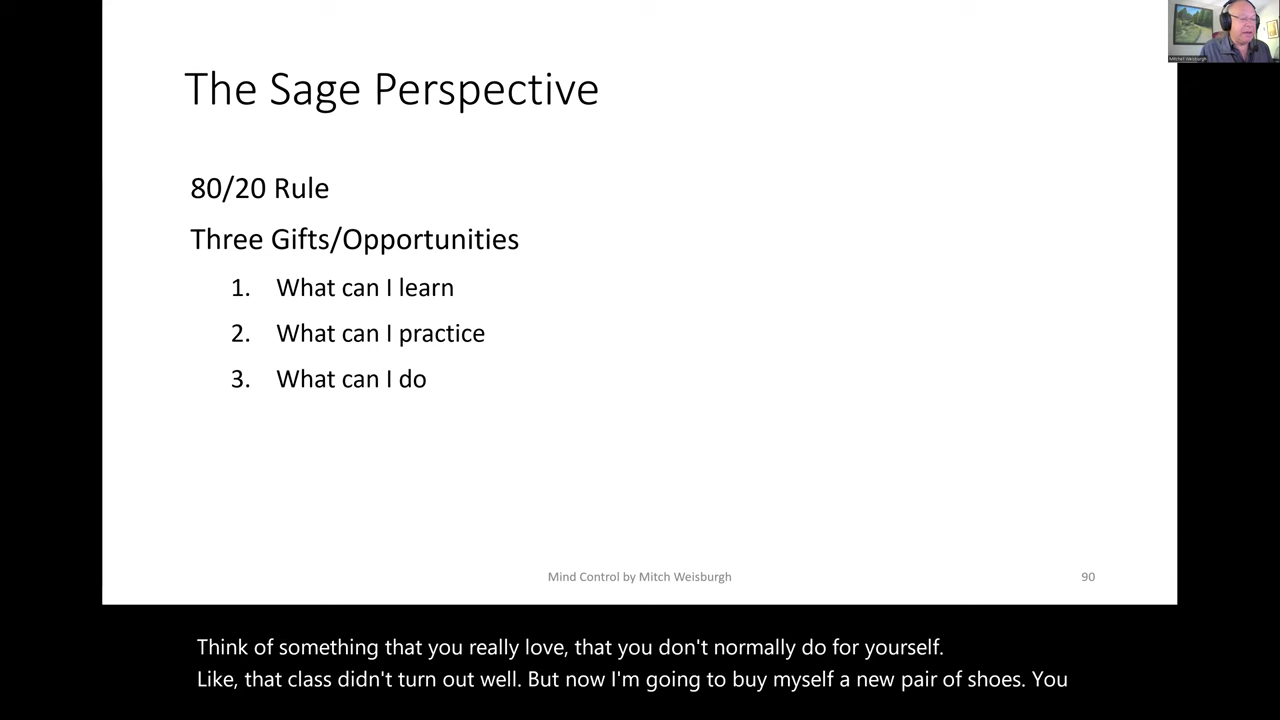 The Sage Perspective
80/20 Rule
Three Gifts/Opportunities
1. What can I learn
2. What can I practice
3. What can I do
Mind Control by Mitch Weisburgh
90
Mitchell Weisburgh
Think of something that you really love, that you don't normally do for yourself.
Like, that class didn't turn out well. But now I'm going to buy myself a new pair of shoes. You